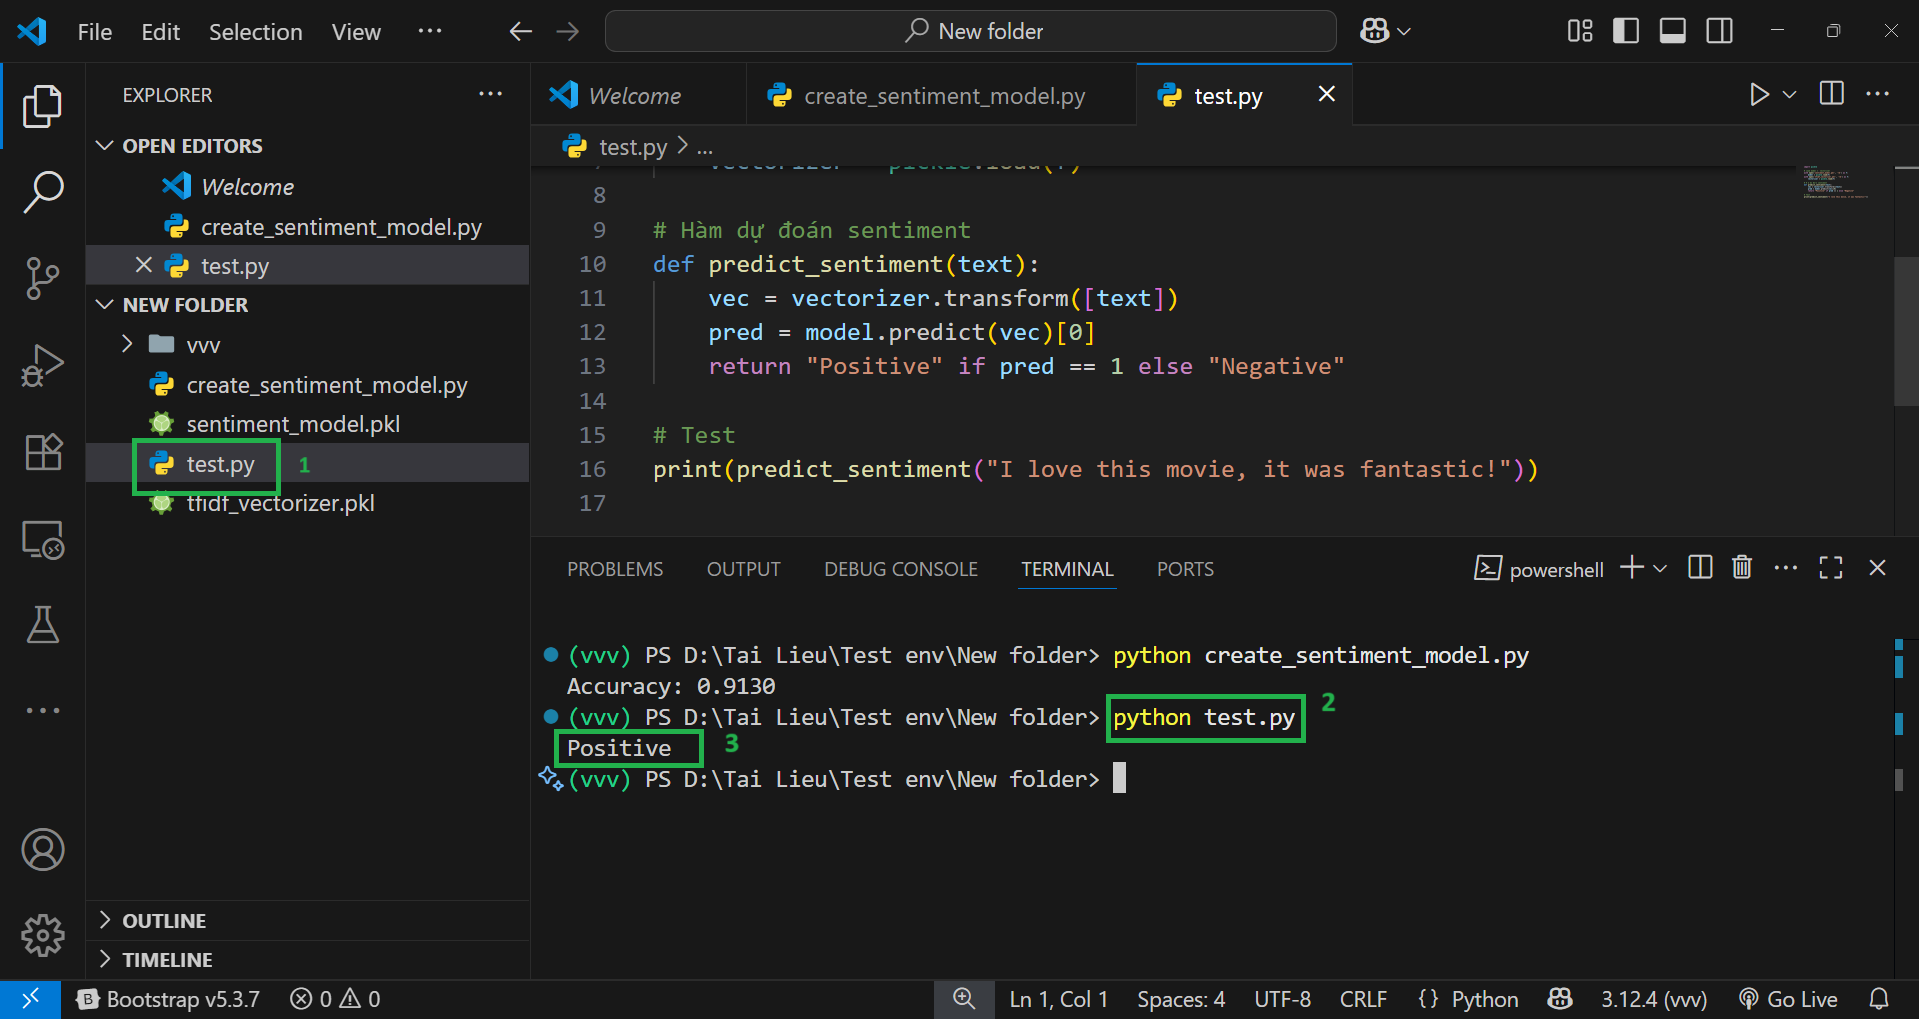 File Edit Selection View ...
New folder
EXPLORER
OPEN EDITORS
Welcome
create_sentiment_model.py
test.py
NEW FOLDER
vvv
create_sentiment_model.py
sentiment_model.pkl
test.py 1
tfidf_vectorizer.pkl
OUTLINE
TIMELINE
Welcome create_sentiment_model.py test.py
test.py > ...
8
9 # Hàm dự đoán sentiment
10 def predict_sentiment(text):
11 vec = vectorizer.transform([text])
12 pred = model.predict(vec)[0]
13 return "Positive" if pred == 1 else "Negative"
14
15 # Test
16 print(predict_sentiment("I love this movie, it was fantastic!"))
17
PROBLEMS OUTPUT DEBUG CONSOLE TERMINAL PORTS powershell
(vvv) PS D:\Tai Lieu\Test env\New folder> python create_sentiment_model.py
Accuracy: 0.9130
(vvv) PS D:\Tai Lieu\Test env\New folder> python test.py 2
Positive 3
(vvv) PS D:\Tai Lieu\Test env\New folder>
B Bootstrap v5.3.7 0 0 Ln 1, Col 1 Spaces: 4 UTF-8 CRLF {} Python 3.12.4 (vvv) Go Live